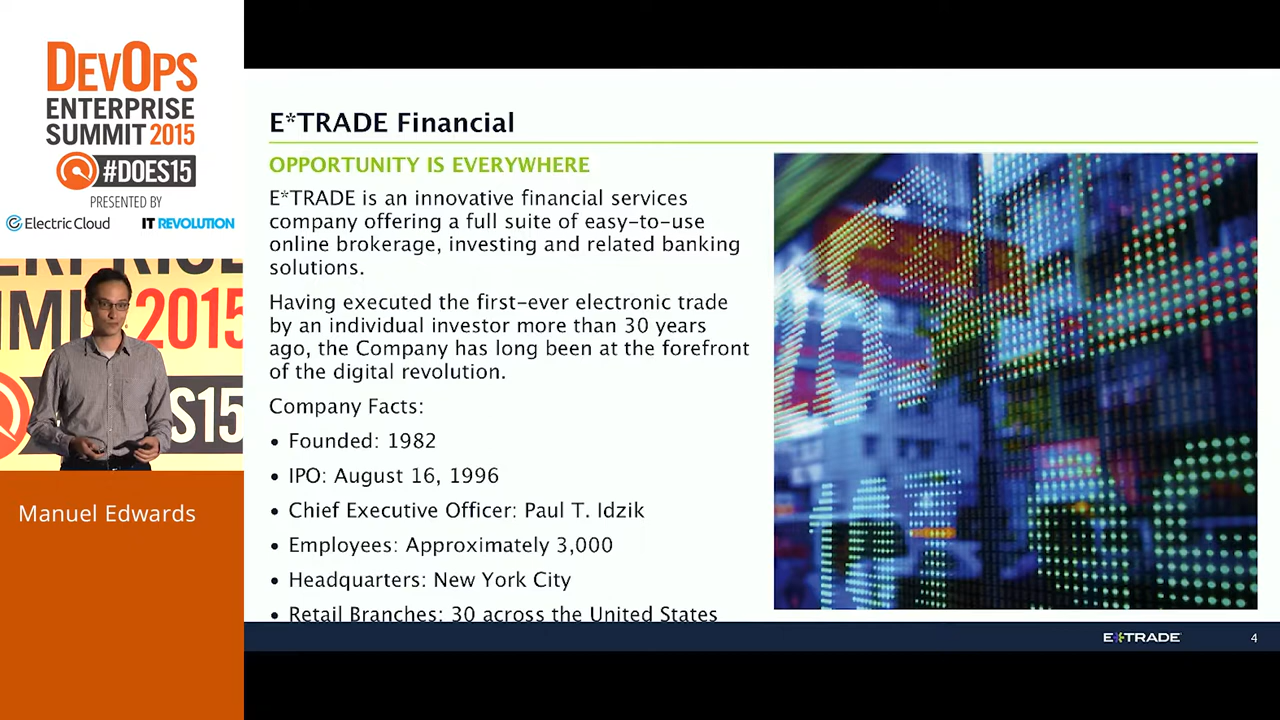 DEVOPS
ENTERPRISE
SUMMIT 2015
#DOES15
PRESENTED BY
Electric Cloud IT REVOLUTION
SUMMIT 2015
#DOES15
Manuel Edwards
E*TRADE Financial
OPPORTUNITY IS EVERYWHERE
E*TRADE is an innovative financial services
company offering a full suite of easy-to-use
online brokerage, investing and related banking
solutions.
Having executed the first-ever electronic trade
by an individual investor more than 30 years
ago, the Company has long been at the forefront
of the digital revolution.
Company Facts:
• Founded: 1982
• IPO: August 16, 1996
• Chief Executive Officer: Paul T. Idzik
• Employees: Approximately 3,000
• Headquarters: New York City
• Retail Branches: 30 across the United States
E*TRADE
4